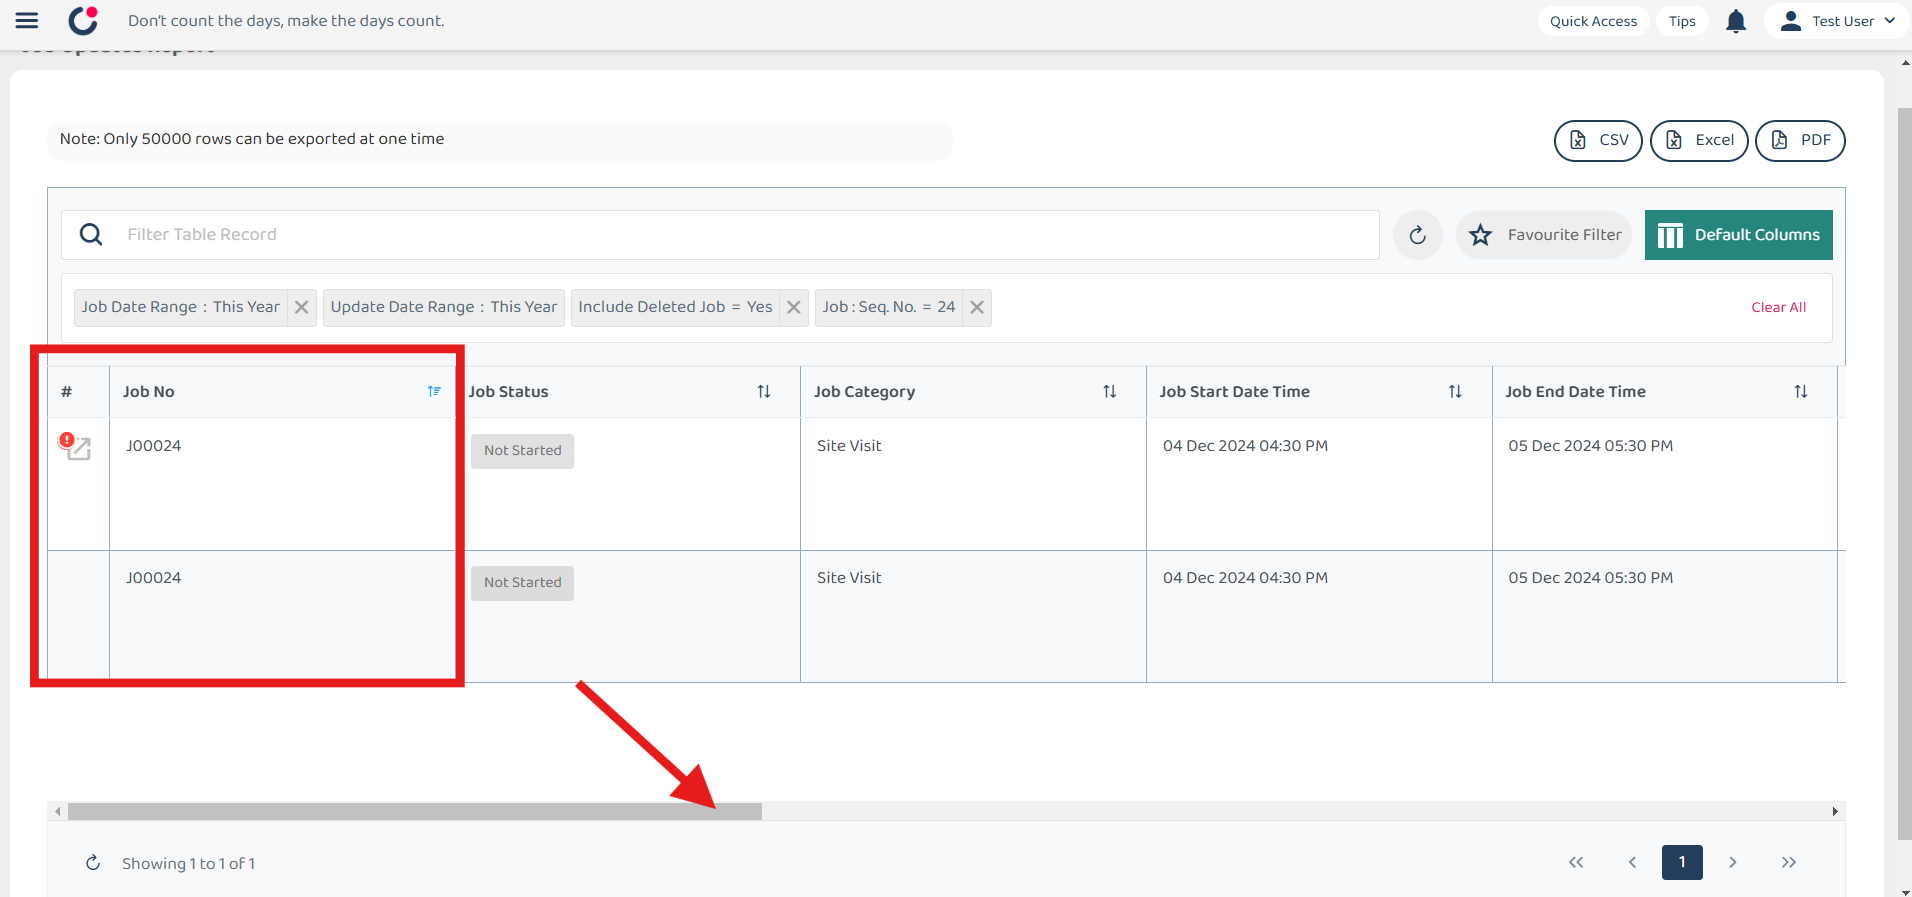 Don't count the days, make the days count.
Quick Access
Tips
Test User
Job Updates Report
Note: Only 50000 rows can be exported at one time
CSV
Excel
PDF
Filter Table Record
Favourite Filter
Default Columns
Job Date Range : This Year
Update Date Range : This Year
Include Deleted Job = Yes
Job : Seq. No. = 24
Clear All
# Job No Job Status Job Category Job Start Date Time Job End Date Time
J00024 Not Started Site Visit 04 Dec 2024 04:30 PM 05 Dec 2024 05:30 PM
J00024 Not Started Site Visit 04 Dec 2024 04:30 PM 05 Dec 2024 05:30 PM
Showing 1 to 1 of 1
1